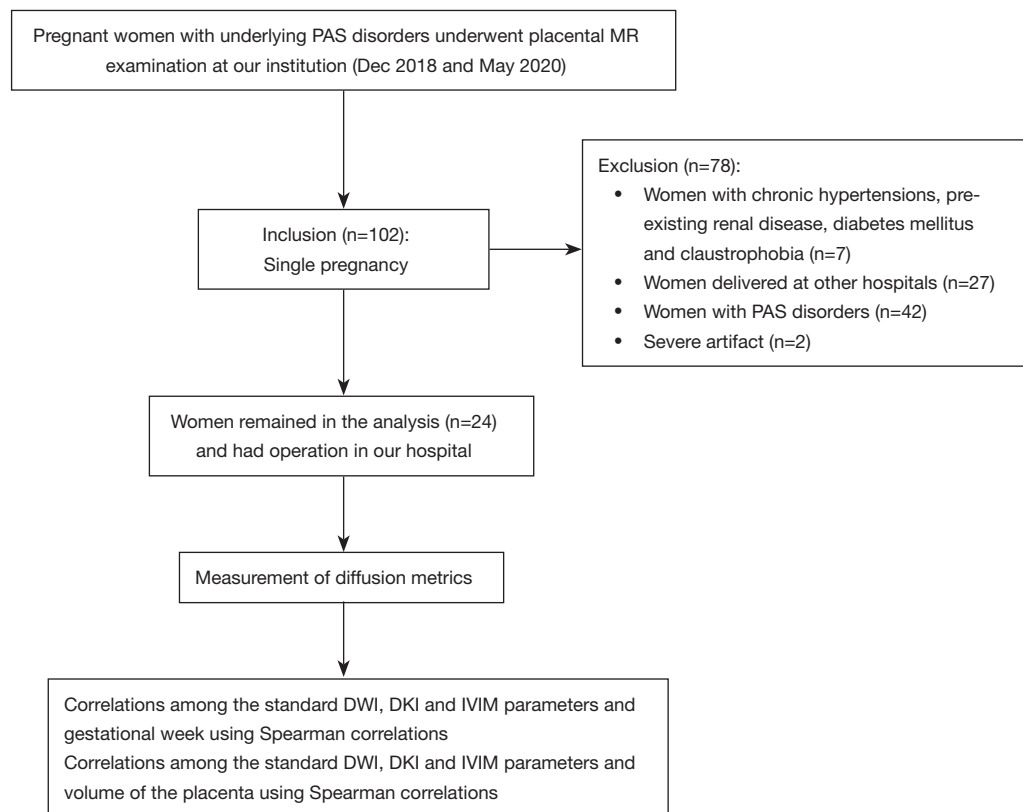 Pregnant women with underlying PAS disorders underwent placental MR
examination at our institution (Dec 2018 and May 2020)
Exclusion (n=78):
• Women with chronic hypertensions, pre-
existing renal disease, diabetes mellitus
and claustrophobia (n=7)
• Women delivered at other hospitals (n=27)
• Women with PAS disorders (n=42)
• Severe artifact (n=2)
Inclusion (n=102):
Single pregnancy
Women remained in the analysis (n=24)
and had operation in our hospital
Measurement of diffusion metrics
Correlations among the standard DWI, DKI and IVIM parameters and
gestational week using Spearman correlations
Correlations among the standard DWI, DKI and IVIM parameters and
volume of the placenta using Spearman correlations